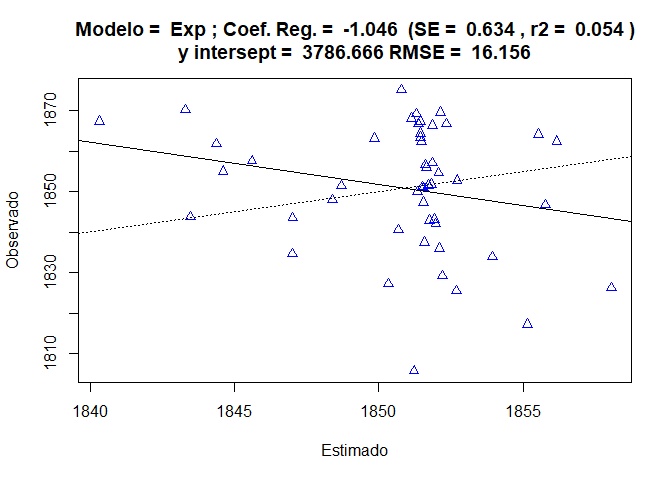 Modelo = Exp ; Coef. Reg. = -1.046 (SE = 0.634 , r2 = 0.054 )
y intersept = 3786.666 RMSE = 16.156
Observado
1870
1850
1830
1810
1840
1845
1850
1855
Estimado